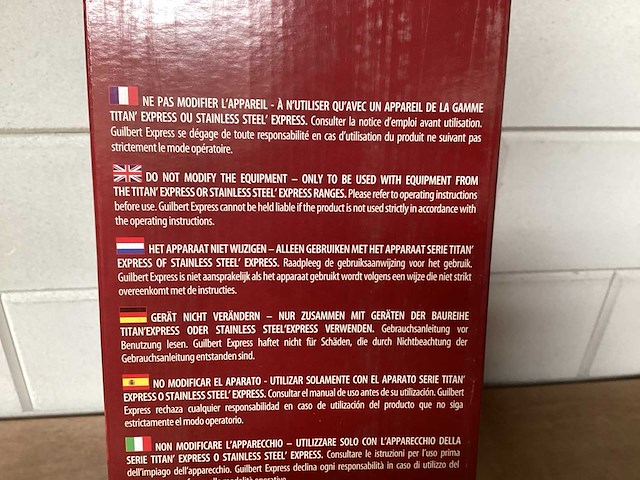 NE PAS MODIFIER L'APPAREIL - À N'UTILISER QU'AVEC UN APPAREIL DE LA GAMME
TITAN' EXPRESS OU STAINLESS STEEL' EXPRESS. Consulter la notice d'emploi avant utilisation.
Guilbert Express se dégage de toute responsabilité en cas d'utilisation du produit ne suivant pas
strictement le mode opératoire.
DO NOT MODIFY THE EQUIPMENT – ONLY TO BE USED WITH EQUIPMENT FROM
THE TITAN' EXPRESS OR STAINLESS STEEL' EXPRESS RANGES. Please refer to operating instructions
before use. Guilbert Express cannot be held liable if the product is not used strictly in accordance with
the operating instructions.
HET APPARAAT NIET WIJZIGEN – ALLEEN GEBRUIKEN MET HET APPARAAT SERIE TITAN'
EXPRESS OF STAINLESS STEEL' EXPRESS. Raadpleeg de gebruiksaanwijzing voor het gebruik.
Guilbert Express is niet aansprakelijk als het apparaat gebruikt wordt volgens een wijze die niet strikt
overeenkomt met de instructies.
GERÄT NICHT VERÄNDERN – NUR ZUSAMMEN MIT GERÄTEN DER BAUREIHE
TITAN'EXPRESS ODER STAINLESS STEEL'EXPRESS VERWENDEN. Gebrauchsanleitung vor
Benutzung lesen. Guilbert Express haftet nicht für Schäden, die durch Nichtbeachtung der
Gebrauchsanleitung entstanden sind.
NO MODIFICAR EL APARATO - UTILIZAR SOLAMENTE CON EL APARATO SERIE TITAN'
EXPRESS O STAINLESS STEEL' EXPRESS. Consultar el manual de uso antes de su utilización. Guilbert
Express rechaza cualquier responsabilidad en caso de utilización del producto que no siga
estrictamente el modo operatorio.
NON MODIFICARE L'APPARECCHIO – UTILIZZARE SOLO CON L'APPARECCHIO DELLA
SERIE TITAN' EXPRESS O STAINLESS STEEL' EXPRESS. Consultare le istruzioni per l'uso prima
dell'impiago dell'apparecchio. Guilbert Express declina ogni responsabilità in caso di utilizzo del